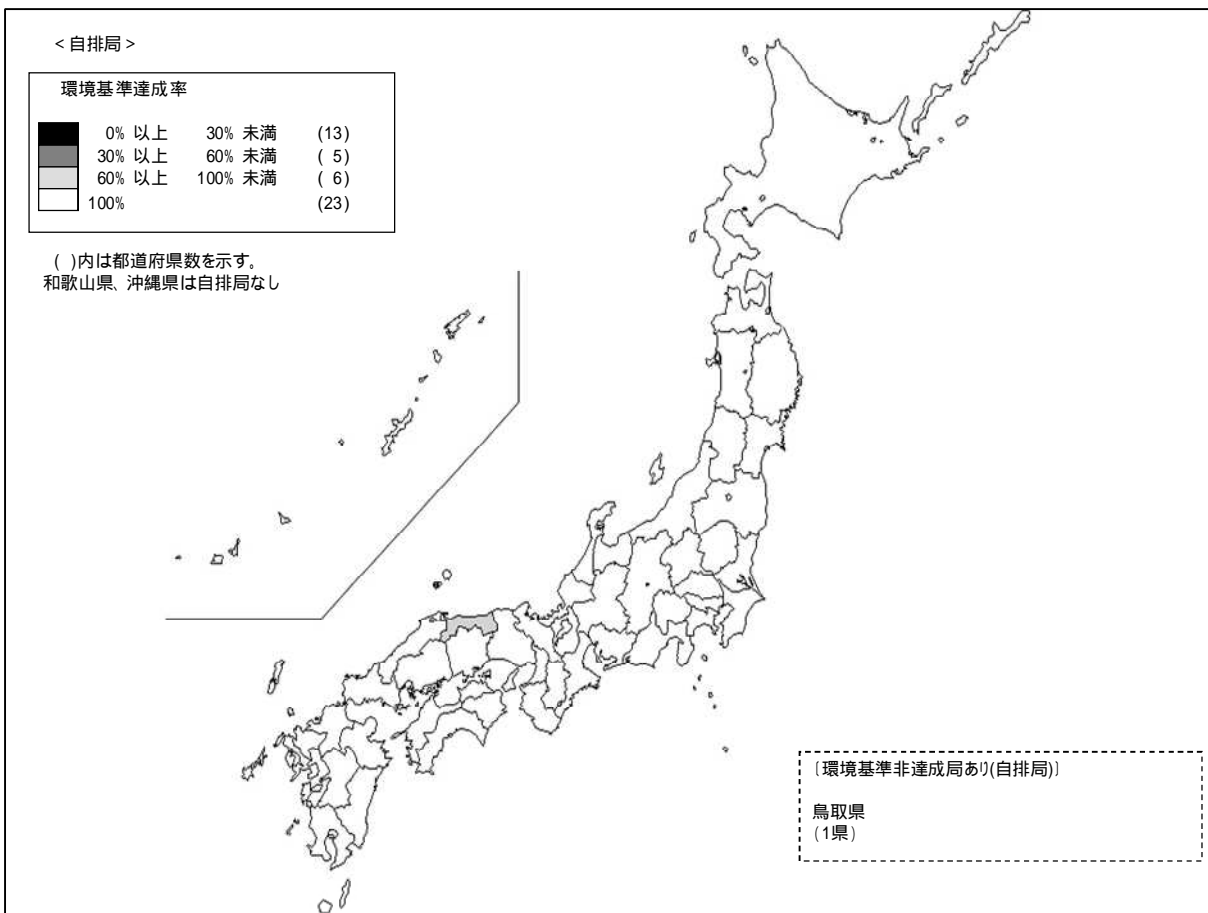 <自排局>
環境基準達成率
0% 以上 30% 未満 (13)
30% 以上 60% 未満 ( 5)
60% 以上 100% 未満 ( 6)
100% (23)
( )内は都道府県数を示す。
和歌山県、沖縄県は自排局なし
[環境基準非達成局あり(自排局)]
鳥取県
(1県)